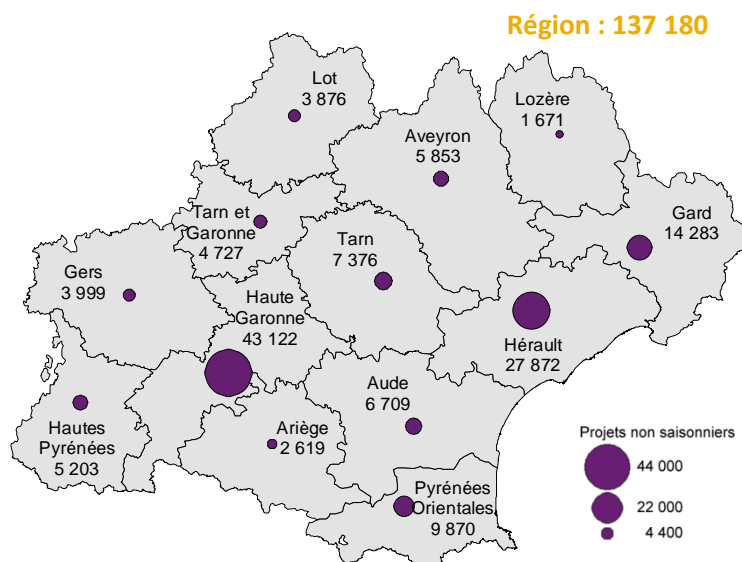 Région : 137 180
Lot
3 876
Lozère
1 671
Aveyron
5 853
Gard
14 283
Tarn et
Garonne
4 727
Tarn
7 376
Gers
3 999
Haute
Garonne
43 122
Hérault
27 872
Aude
6 709
Hautes
Pyrénées
5 203
Ariège
2 619
Pyrénées
Orientales
9 870
Projets non saisonniers
44 000
22 000
4 400